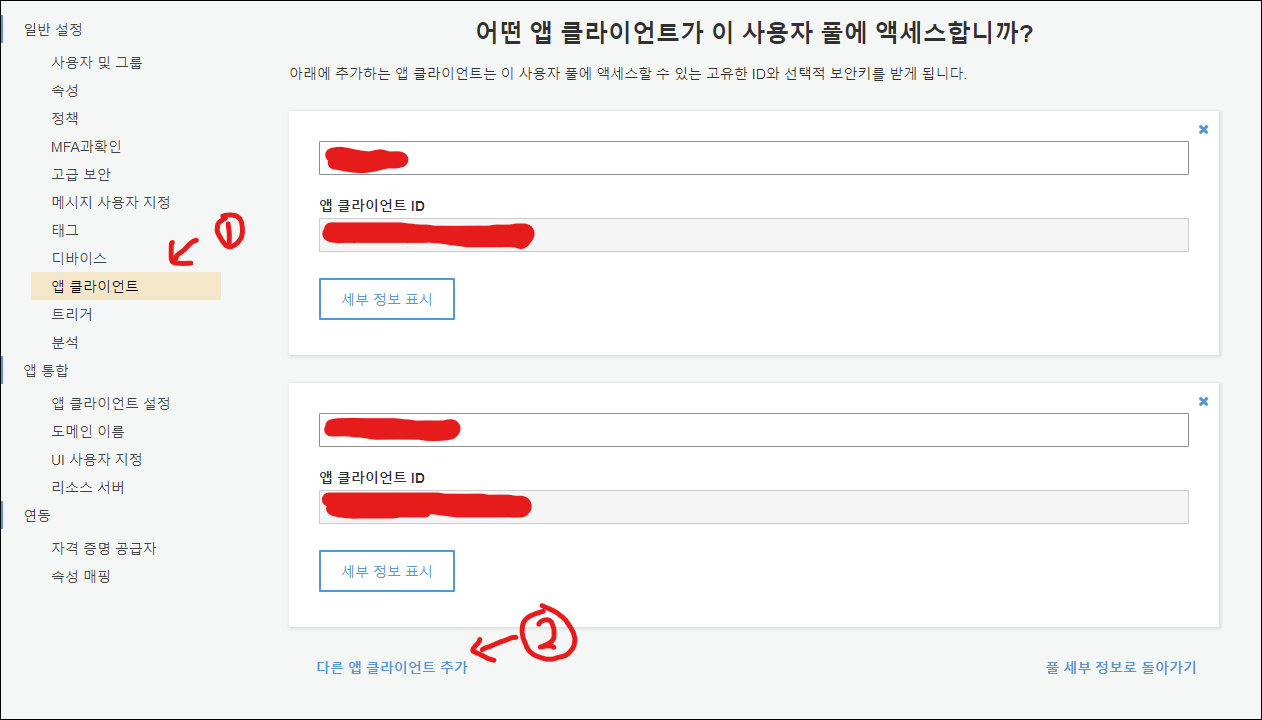 일반 설정
사용자 및 그룹
속성
정책
MFA과확인
고급 보안
메시지 사용자 지정
태그
디바이스
앱 클라이언트
트리거
분석
앱 통합
앱 클라이언트 설정
도메인 이름
UI 사용자 지정
리소스 서버
연동
자격 증명 공급자
속성 매핑
①
어떤 앱 클라이언트가 이 사용자 풀에 액세스합니까?
아래에 추가하는 앱 클라이언트는 이 사용자 풀에 액세스할 수 있는 고유한 ID와 선택적 보안키를 받게 됩니다.
앱 클라이언트 ID
세부 정보 표시
앱 클라이언트 ID
세부 정보 표시
②
다른 앱 클라이언트 추가
풀 세부 정보로 돌아가기